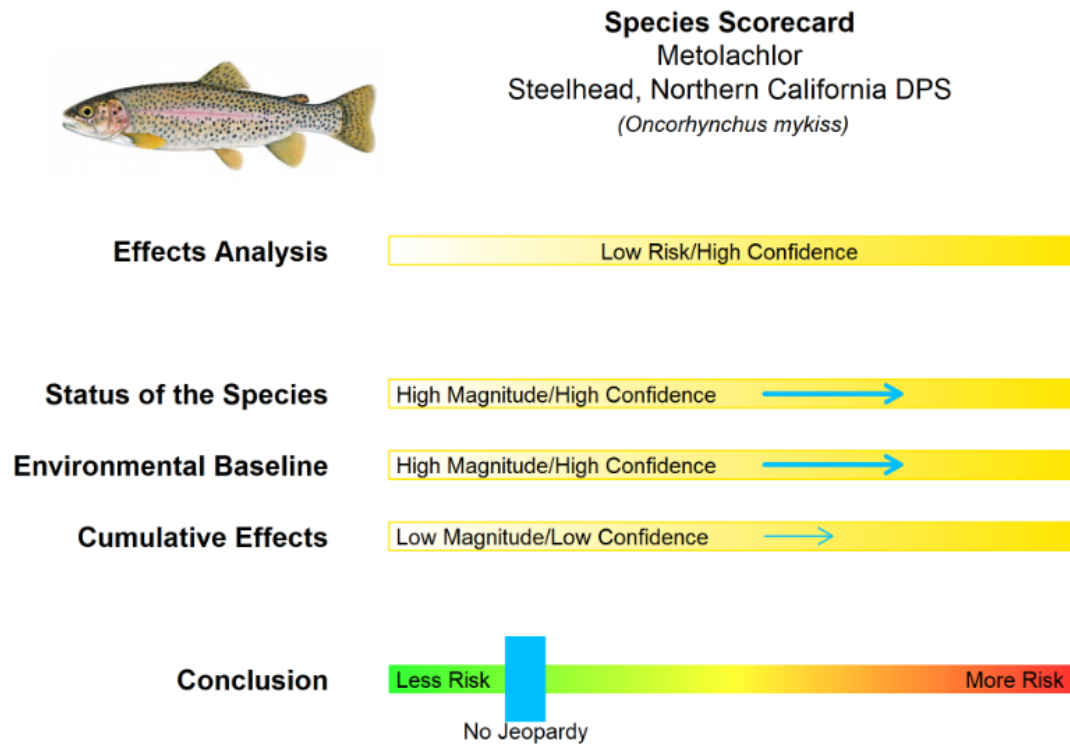 Species Scorecard
Metolachlor
Steelhead, Northern California DPS
(Oncorhynchus mykiss)
Effects Analysis
Low Risk/High Confidence
Status of the Species
High Magnitude/High Confidence
Environmental Baseline
High Magnitude/High Confidence
Cumulative Effects
Low Magnitude/Low Confidence
Conclusion
Less Risk
More Risk
No Jeopardy